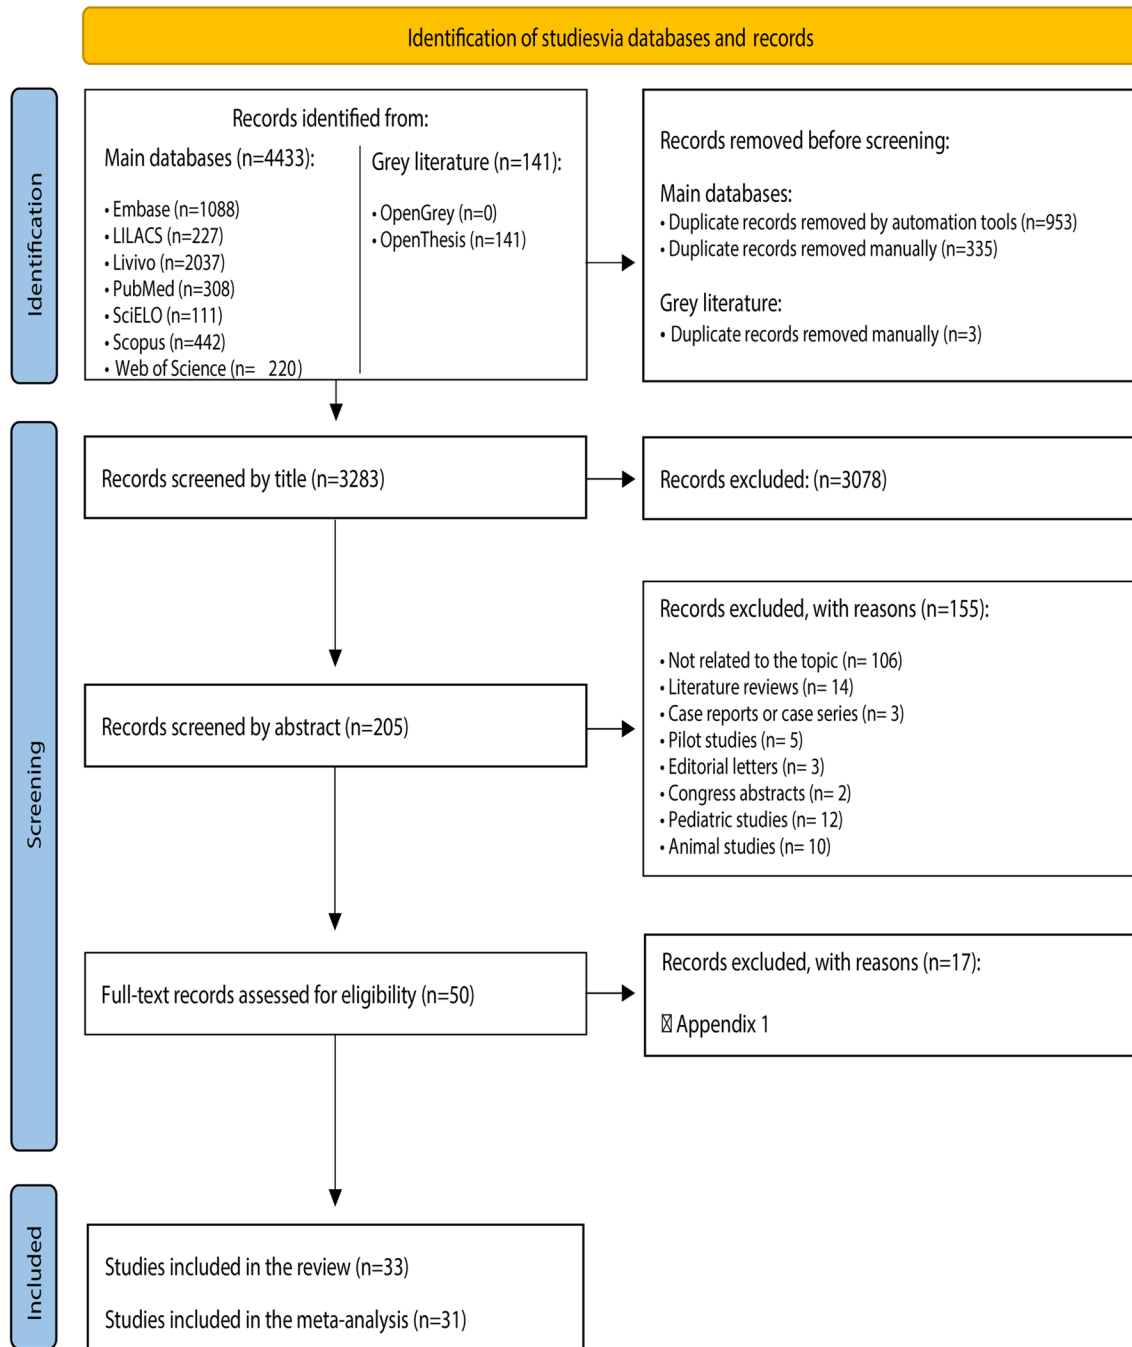 Identification of studiesvia databases and records
Identification
Records identified from:
Main databases (n=4433):
• Embase (n=1088)
• LILACS (n=227)
• Livivo (n=2037)
• PubMed (n=308)
• SciELO (n=111)
• Scopus (n=442)
• Web of Science (n= 220)
Grey literature (n=141):
• OpenGrey (n=0)
• OpenThesis (n=141)
Records removed before screening:
Main databases:
• Duplicate records removed by automation tools (n=953)
• Duplicate records removed manually (n=335)
Grey literature:
• Duplicate records removed manually (n=3)
Screening
Records screened by title (n=3283)
Records excluded: (n=3078)
Records screened by abstract (n=205)
Records excluded, with reasons (n=155):
• Not related to the topic (n= 106)
• Literature reviews (n= 14)
• Case reports or case series (n= 3)
• Pilot studies (n= 5)
• Editorial letters (n= 3)
• Congress abstracts (n= 2)
• Pediatric studies (n= 12)
• Animal studies (n= 10)
Full-text records assessed for eligibility (n=50)
Records excluded, with reasons (n=17):
Appendix 1
Included
Studies included in the review (n=33)
Studies included in the meta-analysis (n=31)